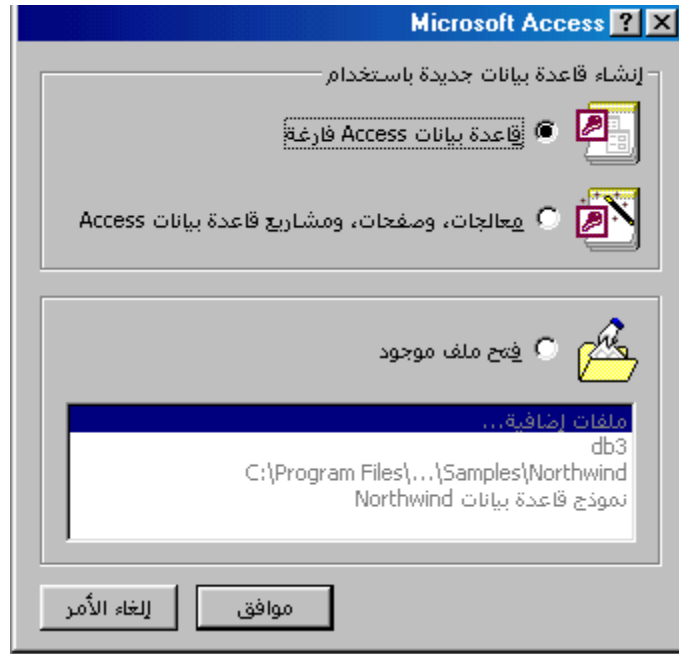 Microsoft Access
إنشاء قاعدة بيانات جديدة باستخدام
قاعدة بيانات Access فارغة
معالجات، وصفحات، ومشاريع قاعدة بيانات Access
فتح ملف موجود
ملفات إضافية...
db3
C:\Program Files\...\Samples\Northwind
نموذج قاعدة بيانات Northwind
موافق
إلغاء الأمر